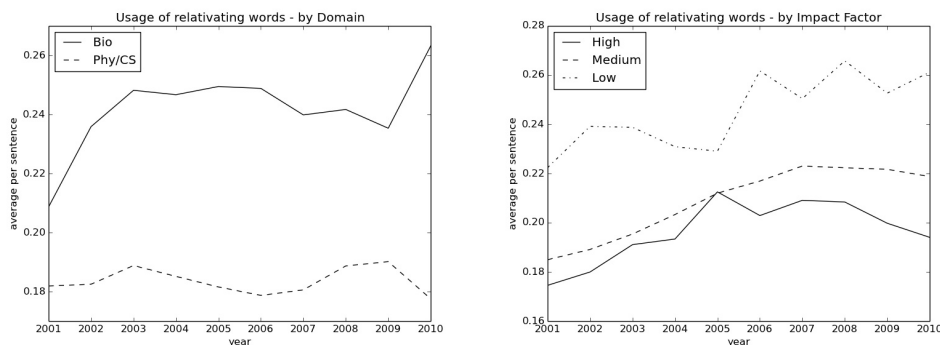 Usage of relativating words - by Domain
Bio
Phy/CS
average per sentence
0.26
0.24
0.22
0.20
0.18
2001 2002 2003 2004 2005 2006 2007 2008 2009 2010
year
Usage of relativating words - by Impact Factor
High
Medium
Low
average per sentence
0.28
0.26
0.24
0.22
0.20
0.18
0.16
2001 2002 2003 2004 2005 2006 2007 2008 2009 2010
year